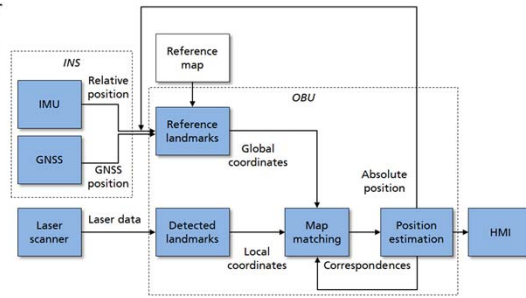 Reference
map
INS
Relative
position
OBU
IMU
Reference
landmarks
GNSS
GNSS
position
Global
coordinates
Absolute
position
Laser
scanner
Laser data
Detected
landmarks
Local
coordinates
Map
matching
Correspondences
Position
estimation
HMI